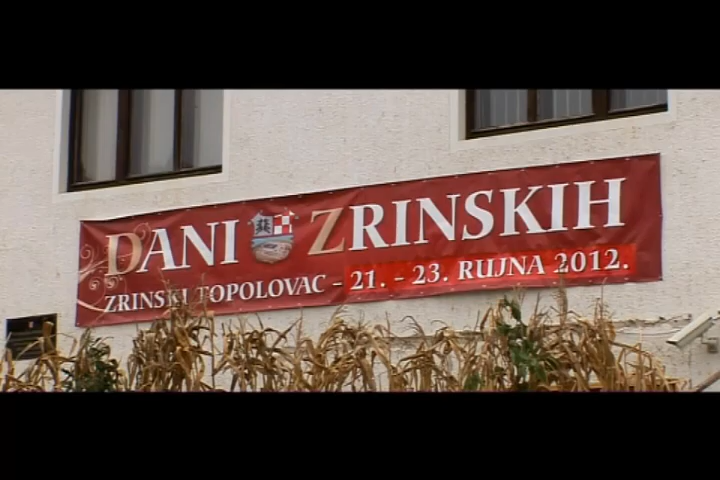 DANI ZRINSKIH
ZRINSKI TOPOLOVAC - 21. - 23. RUJNA 2012.